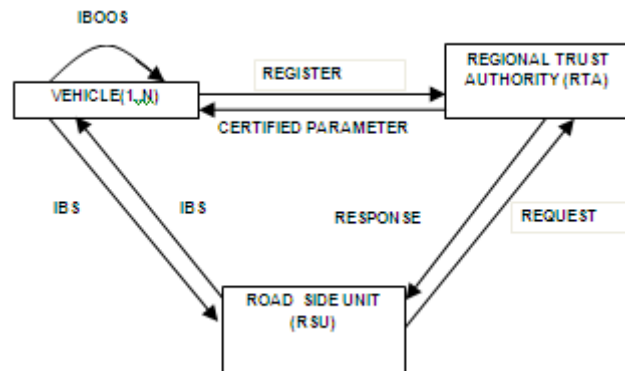 IBOOS
REGIONAL TRUST
AUTHORITY (RTA)
REGISTER
VEHICLE(1,N)
CERTIFIED PARAMETER
IBS
IBS
RESPONSE
REQUEST
ROAD SIDE UNIT
(RSU)